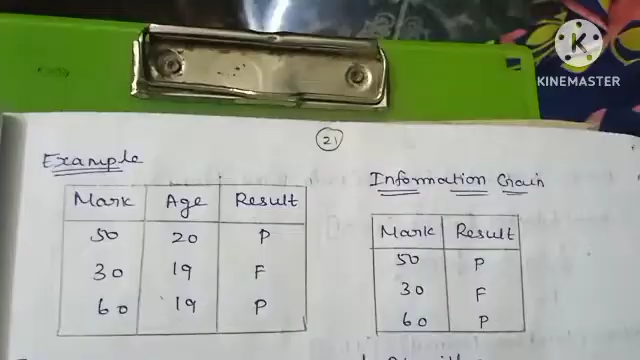 KINEMASTER
21
Example
Mark Age Result
50 20 P
30 19 F
60 19 P
Information Gain
Mark Result
50 P
30 F
60 P